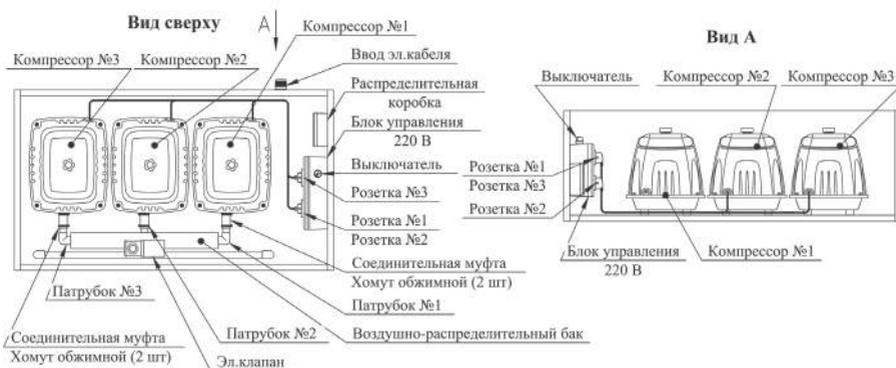 Вид сверху
А
Компрессор №1
Компрессор №3
Компрессор №2
Ввод эл.кабеля
Распределительная
коробка
Блок управления
220 В
Выключатель
Розетка №3
Розетка №1
Розетка №2
Соединительная муфта
Хомут обжимной (2 шт)
Патрубок №3
Патрубок №1
Соединительная муфта
Хомут обжимной (2 шт)
Патрубок №2
Воздушно-распределительный бак
Эл.клапан
Вид А
Выключатель
Компрессор №2
Компрессор №3
Розетка №1
Розетка №3
Розетка №2
Блок управления
220 В
Компрессор №1